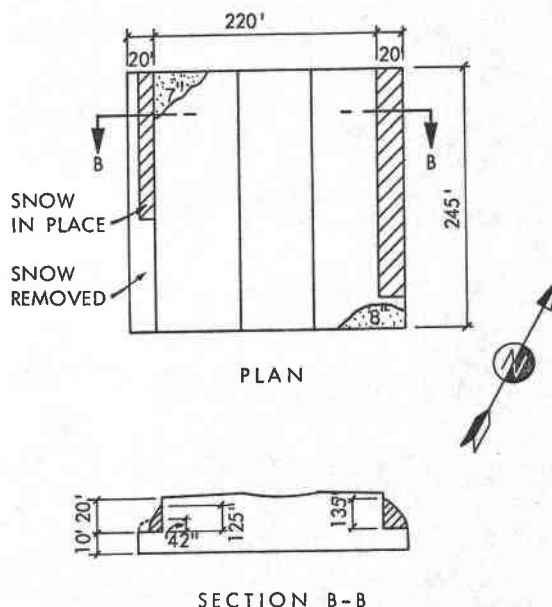 220'
20' 20'
7"
B B
SNOW
IN PLACE
SNOW
REMOVED
245'
8"
PLAN
N
10' 20'
42"
125"
135"
SECTION B-B